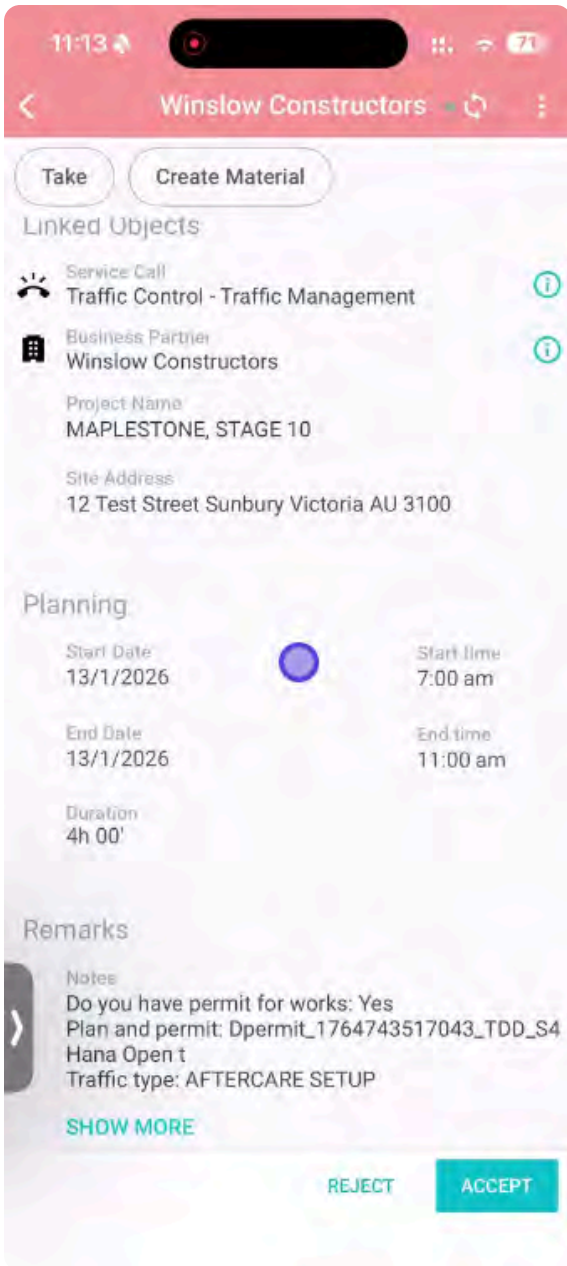 11:13
71
Winslow Constructors
Take
Create Material
Linked Objects
Service Call
Traffic Control - Traffic Management
Business Partner
Winslow Constructors
Project Name
MAPLESTONE, STAGE 10
Site Address
12 Test Street Sunbury Victoria AU 3100
Planning
Start Date
Start time
13/1/2026
7:00 am
End Date
End time
13/1/2026
11:00 am
Duration
4h 00'
Remarks
Notes
Do you have permit for works: Yes
Plan and permit: Dpermit_1764743517043_TDD_S4
Hana Open t
Traffic type: AFTERCARE SETUP
SHOW MORE
REJECT
ACCEPT